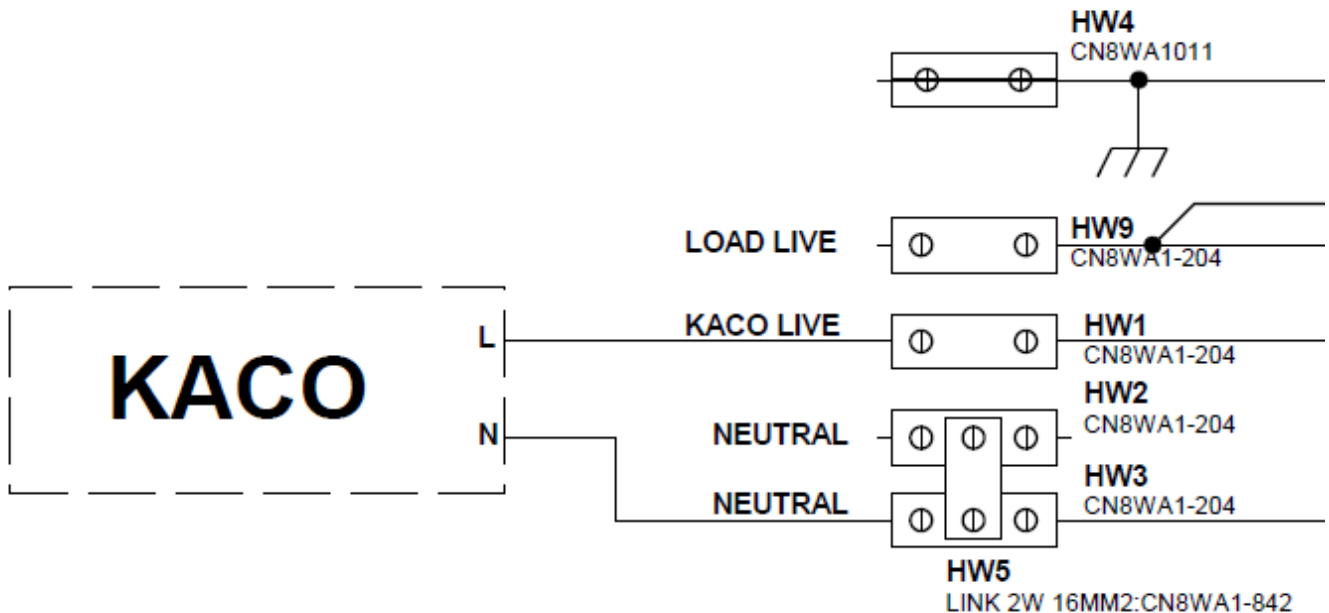 HW4
CN8WA1011
LOAD LIVE
HW9
CN8WA1-204
KACO
L
KACO LIVE
HW1
CN8WA1-204
N
NEUTRAL
HW2
CN8WA1-204
NEUTRAL
HW3
CN8WA1-204
HW5
LINK 2W 16MM2:CN8WA1-842